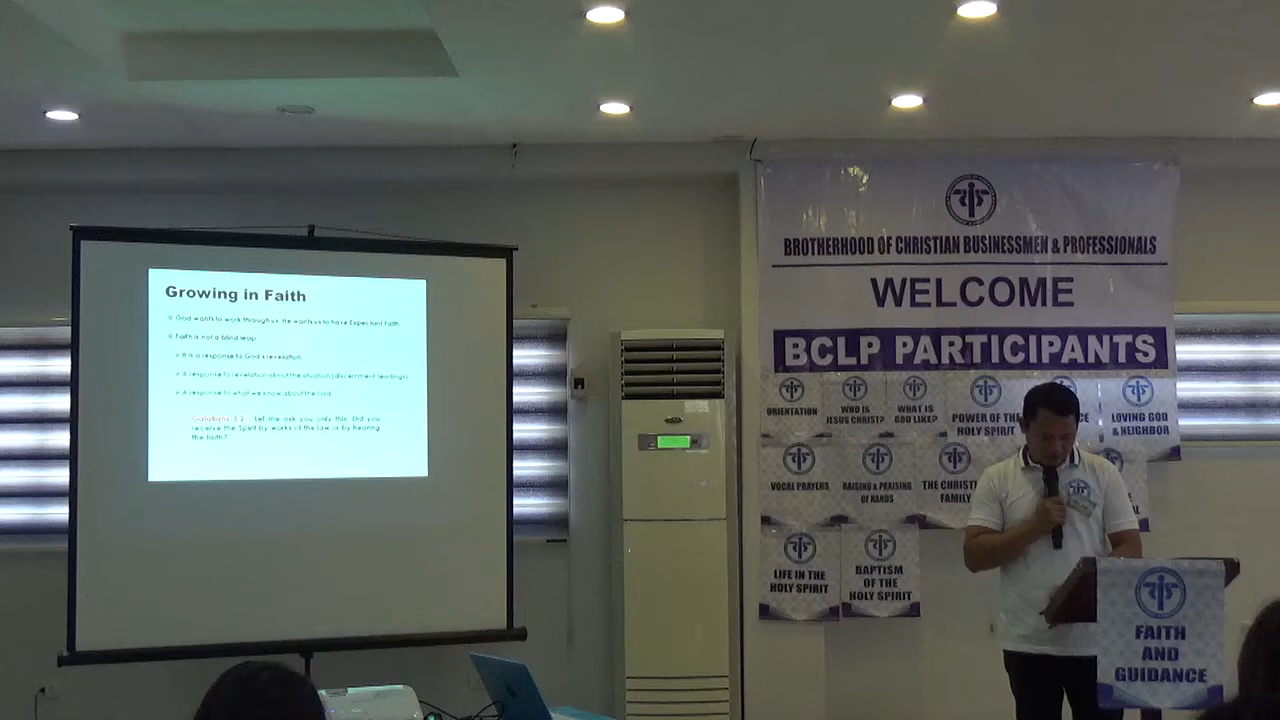 Growing in Faith
God wants to work through us. He wants us to have Expectant Faith.
Faith is not a blind leap.
It is a response to God's revelation.
A response to revelation about the situation (discernment, leadings)
A response to what we know about the Lord.
Galatians 3:2 Let me ask you only this: Did you
receive the Spirit by works of the law or by hearing
the faith?
BROTHERHOOD OF CHRISTIAN BUSINESSMEN & PROFESSIONALS
WELCOME
BCLP PARTICIPANTS
ORIENTATION
WHO IS
JESUS CHRIST?
WHAT IS
GOD LIKE?
POWER OF THE
HOLY SPIRIT
LOVING GOD
& NEIGHBOR
VOCAL PRAYERS
RAISING & PRAISING
OF HANDS
THE CHRISTI
FAMILY
LIFE IN THE
HOLY SPIRIT
BAPTISM
OF THE
HOLY SPIRIT
FAITH
AND
GUIDANCE